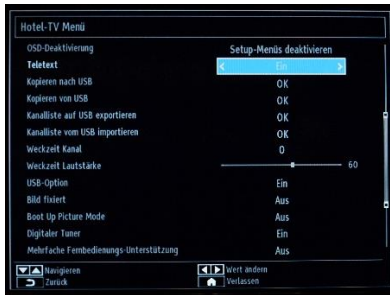 Hotel-TV Menü
OSD-Deaktivierung Setup-Menüs deaktivieren
Teletext Ein
Kopieren nach USB OK
Kopieren von USB OK
Kanalliste auf USB exportieren OK
Kanalliste vom USB importieren OK
Weckzeit Kanal 0
Weckzeit Lautstärke 60
USB-Option Ein
Bild fixiert Aus
Boot Up Picture Mode Aus
Digitaler Tuner Ein
Mehrfache Fernbedienungs-Unterstützung Aus
Navigieren Wert ändern
Zurück Verlassen